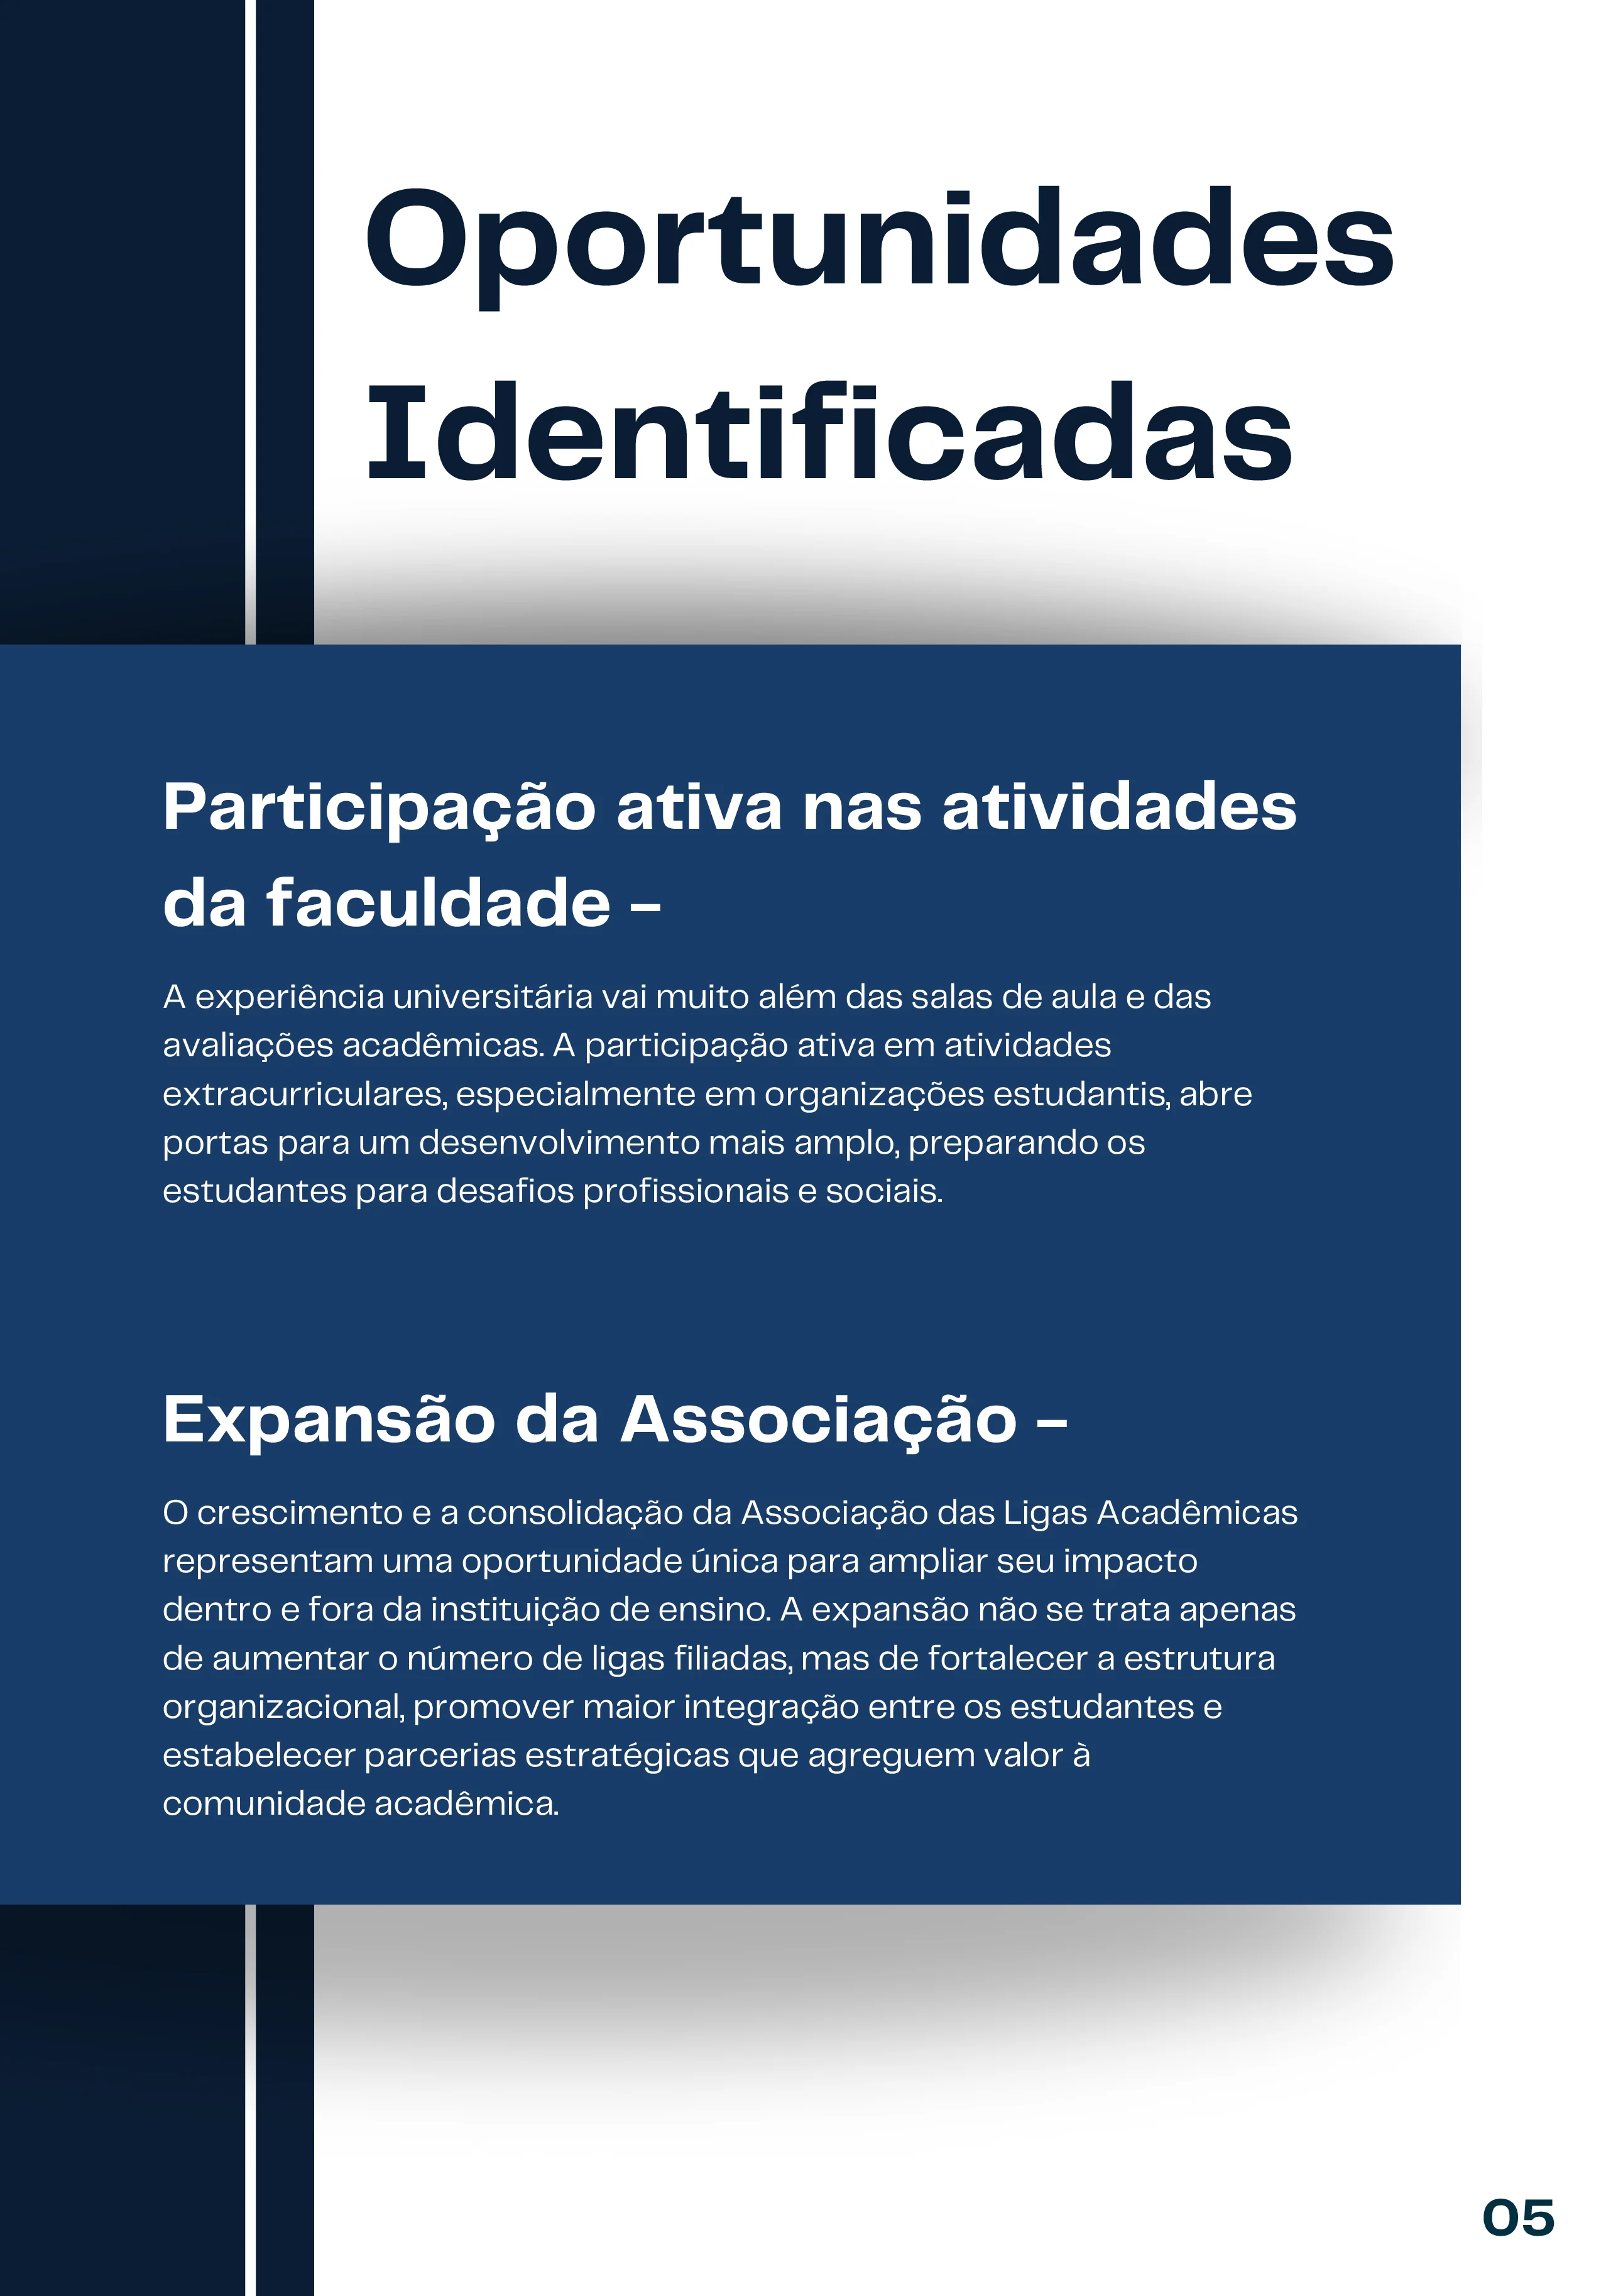 Oportunidades
Identificadas
Participação ativa nas atividades
da faculdade –
A experiência universitária vai muito além das salas de aula e das
avaliações acadêmicas. A participação ativa em atividades
extracurriculares, especialmente em organizações estudantis, abre
portas para um desenvolvimento mais amplo, preparando os
estudantes para desafios profissionais e sociais.
Expansão da Associação –
O crescimento e a consolidação da Associação das Ligas Acadêmicas
representam uma oportunidade única para ampliar seu impacto
dentro e fora da instituição de ensino. A expansão não se trata apenas
de aumentar o número de ligas filiadas, mas de fortalecer a estrutura
organizacional, promover maior integração entre os estudantes e
estabelecer parcerias estratégicas que agreguem valor à
comunidade acadêmica.
05